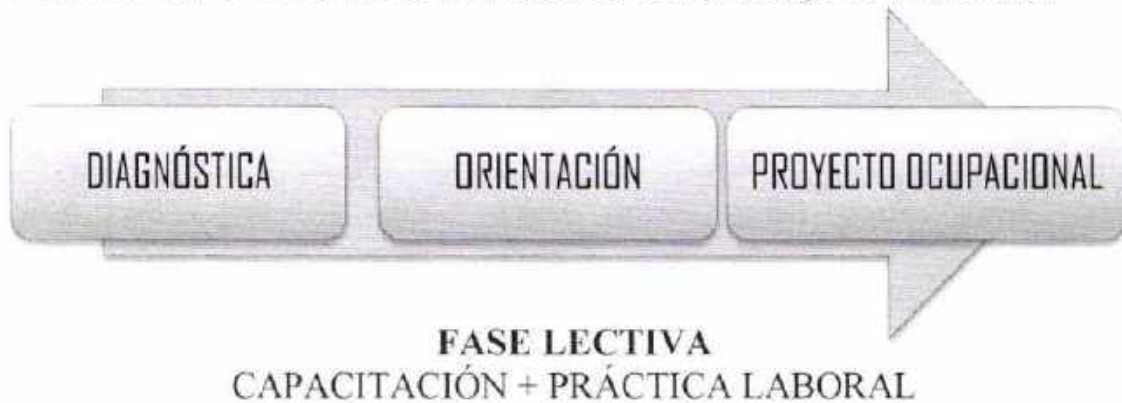 DIAGNÓSTICA
ORIENTACIÓN
PROYECTO OCUPACIONAL
FASE LECTIVA
CAPACITACIÓN + PRÁCTICA LABORAL